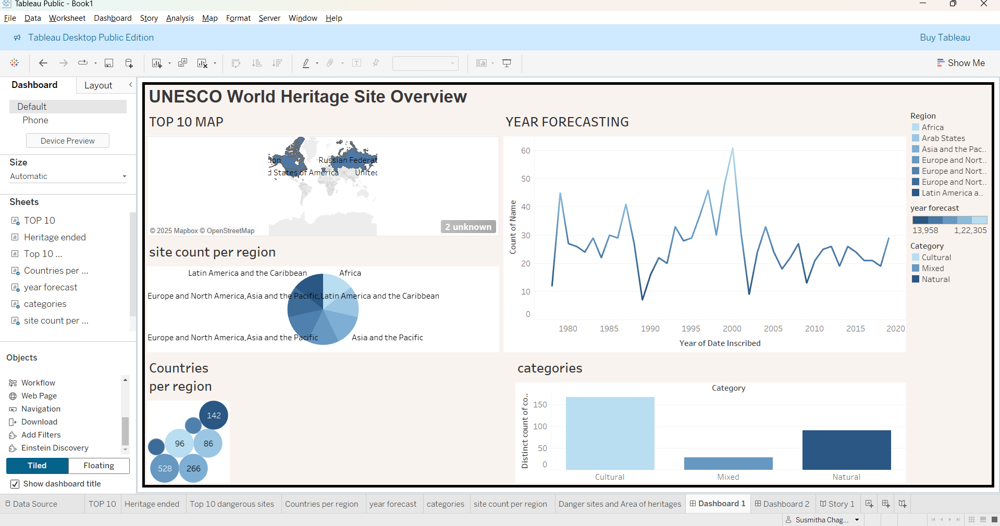 Tableau Public - Book1
File Data Worksheet Dashboard Story Analysis Map Format Server Window Help
Tableau Desktop Public Edition
Buy Tableau
Show Me
Dashboard
Layout
Default
Phone
Device Preview
Size
Automatic
Sheets
TOP 10
Heritage ended
Top 10 ...
Countries per ...
year forecast
categories
site count per ...
Objects
Workflow
Web Page
Navigation
Download
Add Filters
Einstein Discovery
Tiled
Floating
Show dashboard title
UNESCO World Heritage Site Overview
TOP 10 MAP
Russian Federat
d States of America
United
© 2025 Mapbox © OpenStreetMap
2 unknown
site count per region
Latin America and the Caribbean
Africa
Europe and North America,Asia and the Pacific,Latin America and the Caribbean
Europe and North America,Asia and the Pacific
Asia and the Pacific
Countries
per region
142
96
86
528
266
YEAR FORECASTING
Count of Name
60
50
40
30
20
10
0
1980 1985 1990 1995 2000 2005 2010 2015 2020
Year of Date Inscribed
categories
Category
Distinct count of co..
150
100
50
0
Cultural Mixed Natural
Region
Africa
Arab States
Asia and the Pac..
Europe and Nort..
Europe and Nort..
Europe and Nort..
Latin America a..
year forecast
13,958 1,22,305
Category
Cultural
Mixed
Natural
Data Source TOP 10 Heritage ended Top 10 dangerous sites Countries per region year forecast categories site count per region Danger sites and Area of heritages Dashboard 1 Dashboard 2 Story 1
Susmitha Chag...